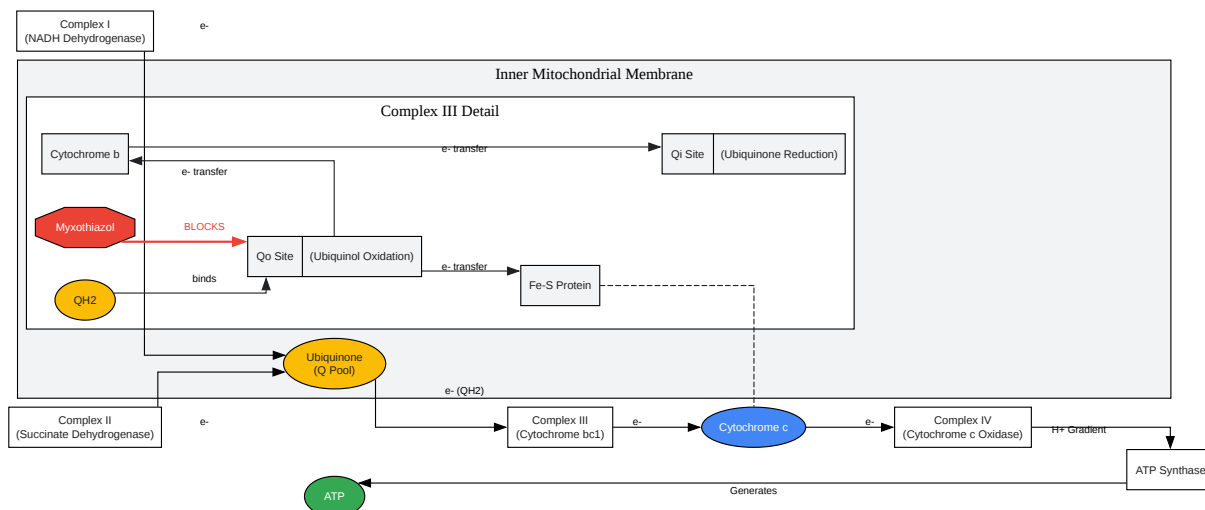 Complex I
(NADH Dehydrogenase)
e-
Inner Mitochondrial Membrane
Complex III Detail
Cytochrome b
e- transfer
Qi Site
(Ubiquinone Reduction)
e- transfer
Myxothiazol
BLOCKS
Qo Site
(Ubiquinol Oxidation)
e- transfer
binds
QH2
Fe-S Protein
Ubiquinone
(Q Pool)
e- (QH2)
Complex II
(Succinate Dehydrogenase)
e-
Complex III
(Cytochrome bc1)
e-
Cytochrome c
e-
Complex IV
(Cytochrome c Oxidase)
H+ Gradient
ATP Synthase
Generates
ATP